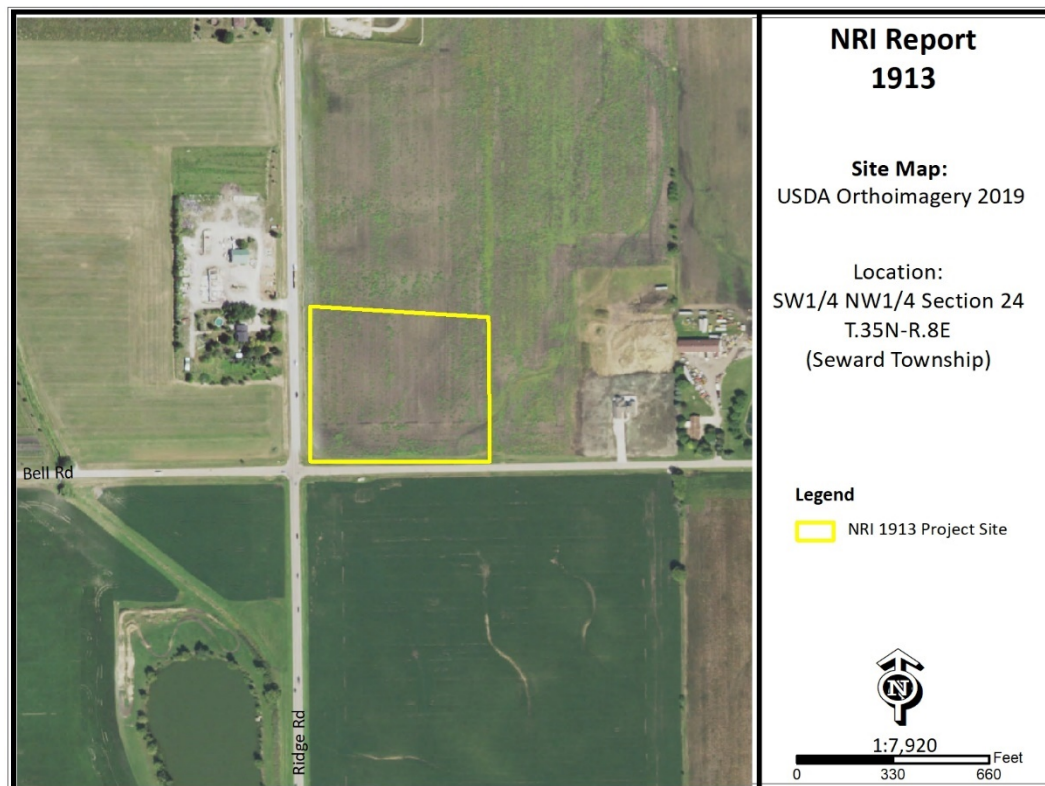 NRI Report
1913
Site Map:
USDA Orthoimagery 2019
Location:
SW1/4 NW1/4 Section 24
T.35N-R.8E
(Seward Township)
Bell Rd
Ridge Rd
Legend
NRI 1913 Project Site
N
1:7,920
Feet
0 330 660